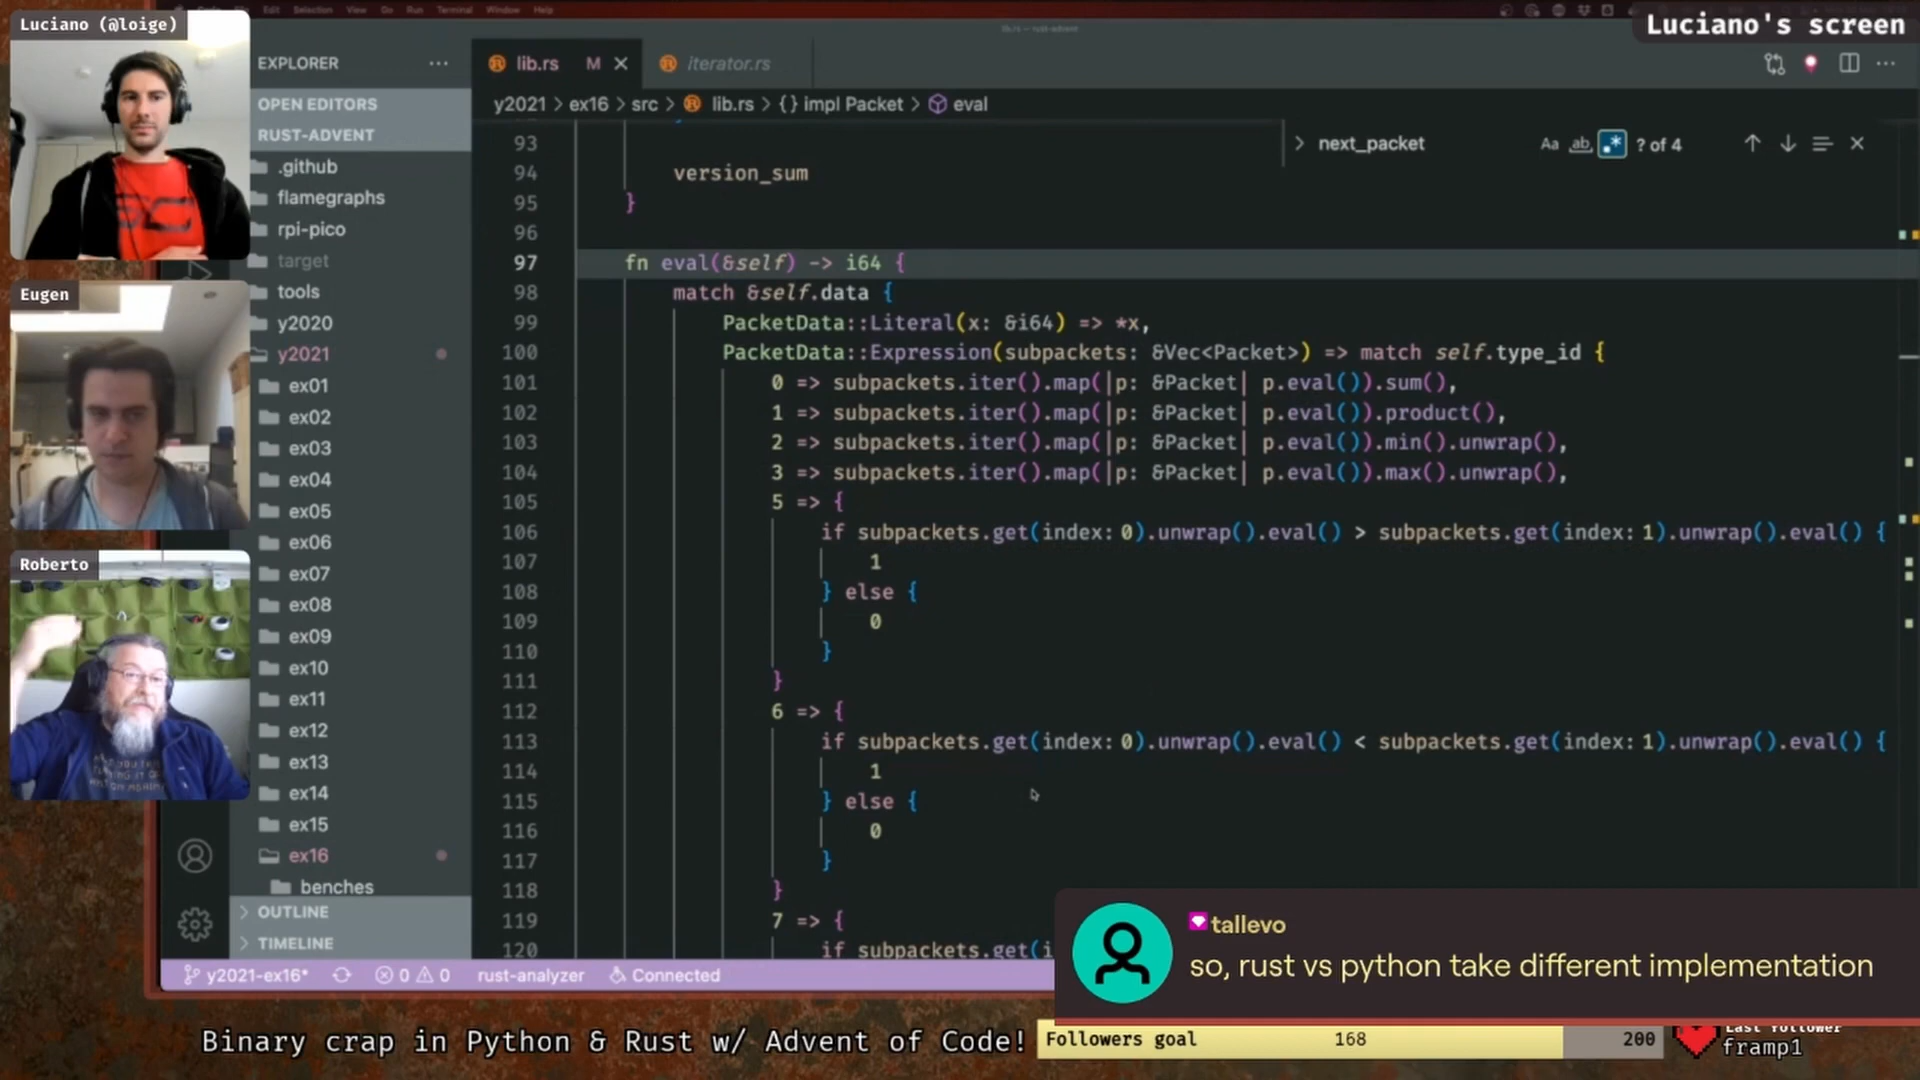 Luciano (@loige)
Edit Selection View Go Run Terminal Window Help
Luciano's screen
EXPLORER
lib.rs M
iterator.rs
OPEN EDITORS
y2021 > ex16 > src > lib.rs > {} impl Packet > eval
RUST-ADVENT
next_packet Aa ab .* ? of 4
.github
flamegraphs
rpi-pico
target
tools
y2020
y2021
ex01
ex02
ex03
ex04
ex05
ex06
ex07
ex08
ex09
ex10
ex11
ex12
ex13
ex14
ex15
ex16
benches
OUTLINE
TIMELINE
Eugen
Roberto
93
94 version_sum
95 }
96
97 fn eval(&self) -> i64 {
98 match &self.data {
99 PacketData::Literal(x: &i64) => *x,
100 PacketData::Expression(subpackets: &Vec<Packet>) => match self.type_id {
101 0 => subpackets.iter().map(|p: &Packet| p.eval()).sum(),
102 1 => subpackets.iter().map(|p: &Packet| p.eval()).product(),
103 2 => subpackets.iter().map(|p: &Packet| p.eval()).min().unwrap(),
104 3 => subpackets.iter().map(|p: &Packet| p.eval()).max().unwrap(),
105 5 => {
106 if subpackets.get(index: 0).unwrap().eval() > subpackets.get(index: 1).unwrap().eval() {
107 1
108 } else {
109 0
110 }
111 }
112 6 => {
113 if subpackets.get(index: 0).unwrap().eval() < subpackets.get(index: 1).unwrap().eval() {
114 1
115 } else {
116 0
117 }
118 }
119 7 => {
120 if subpackets.get(i
tallevo
so, rust vs python take different implementation
y2021-ex16* 0 0 rust-analyzer Connected
Binary crap in Python & Rust w/ Advent of Code!
Followers goal 168 200
Last follower
framp1